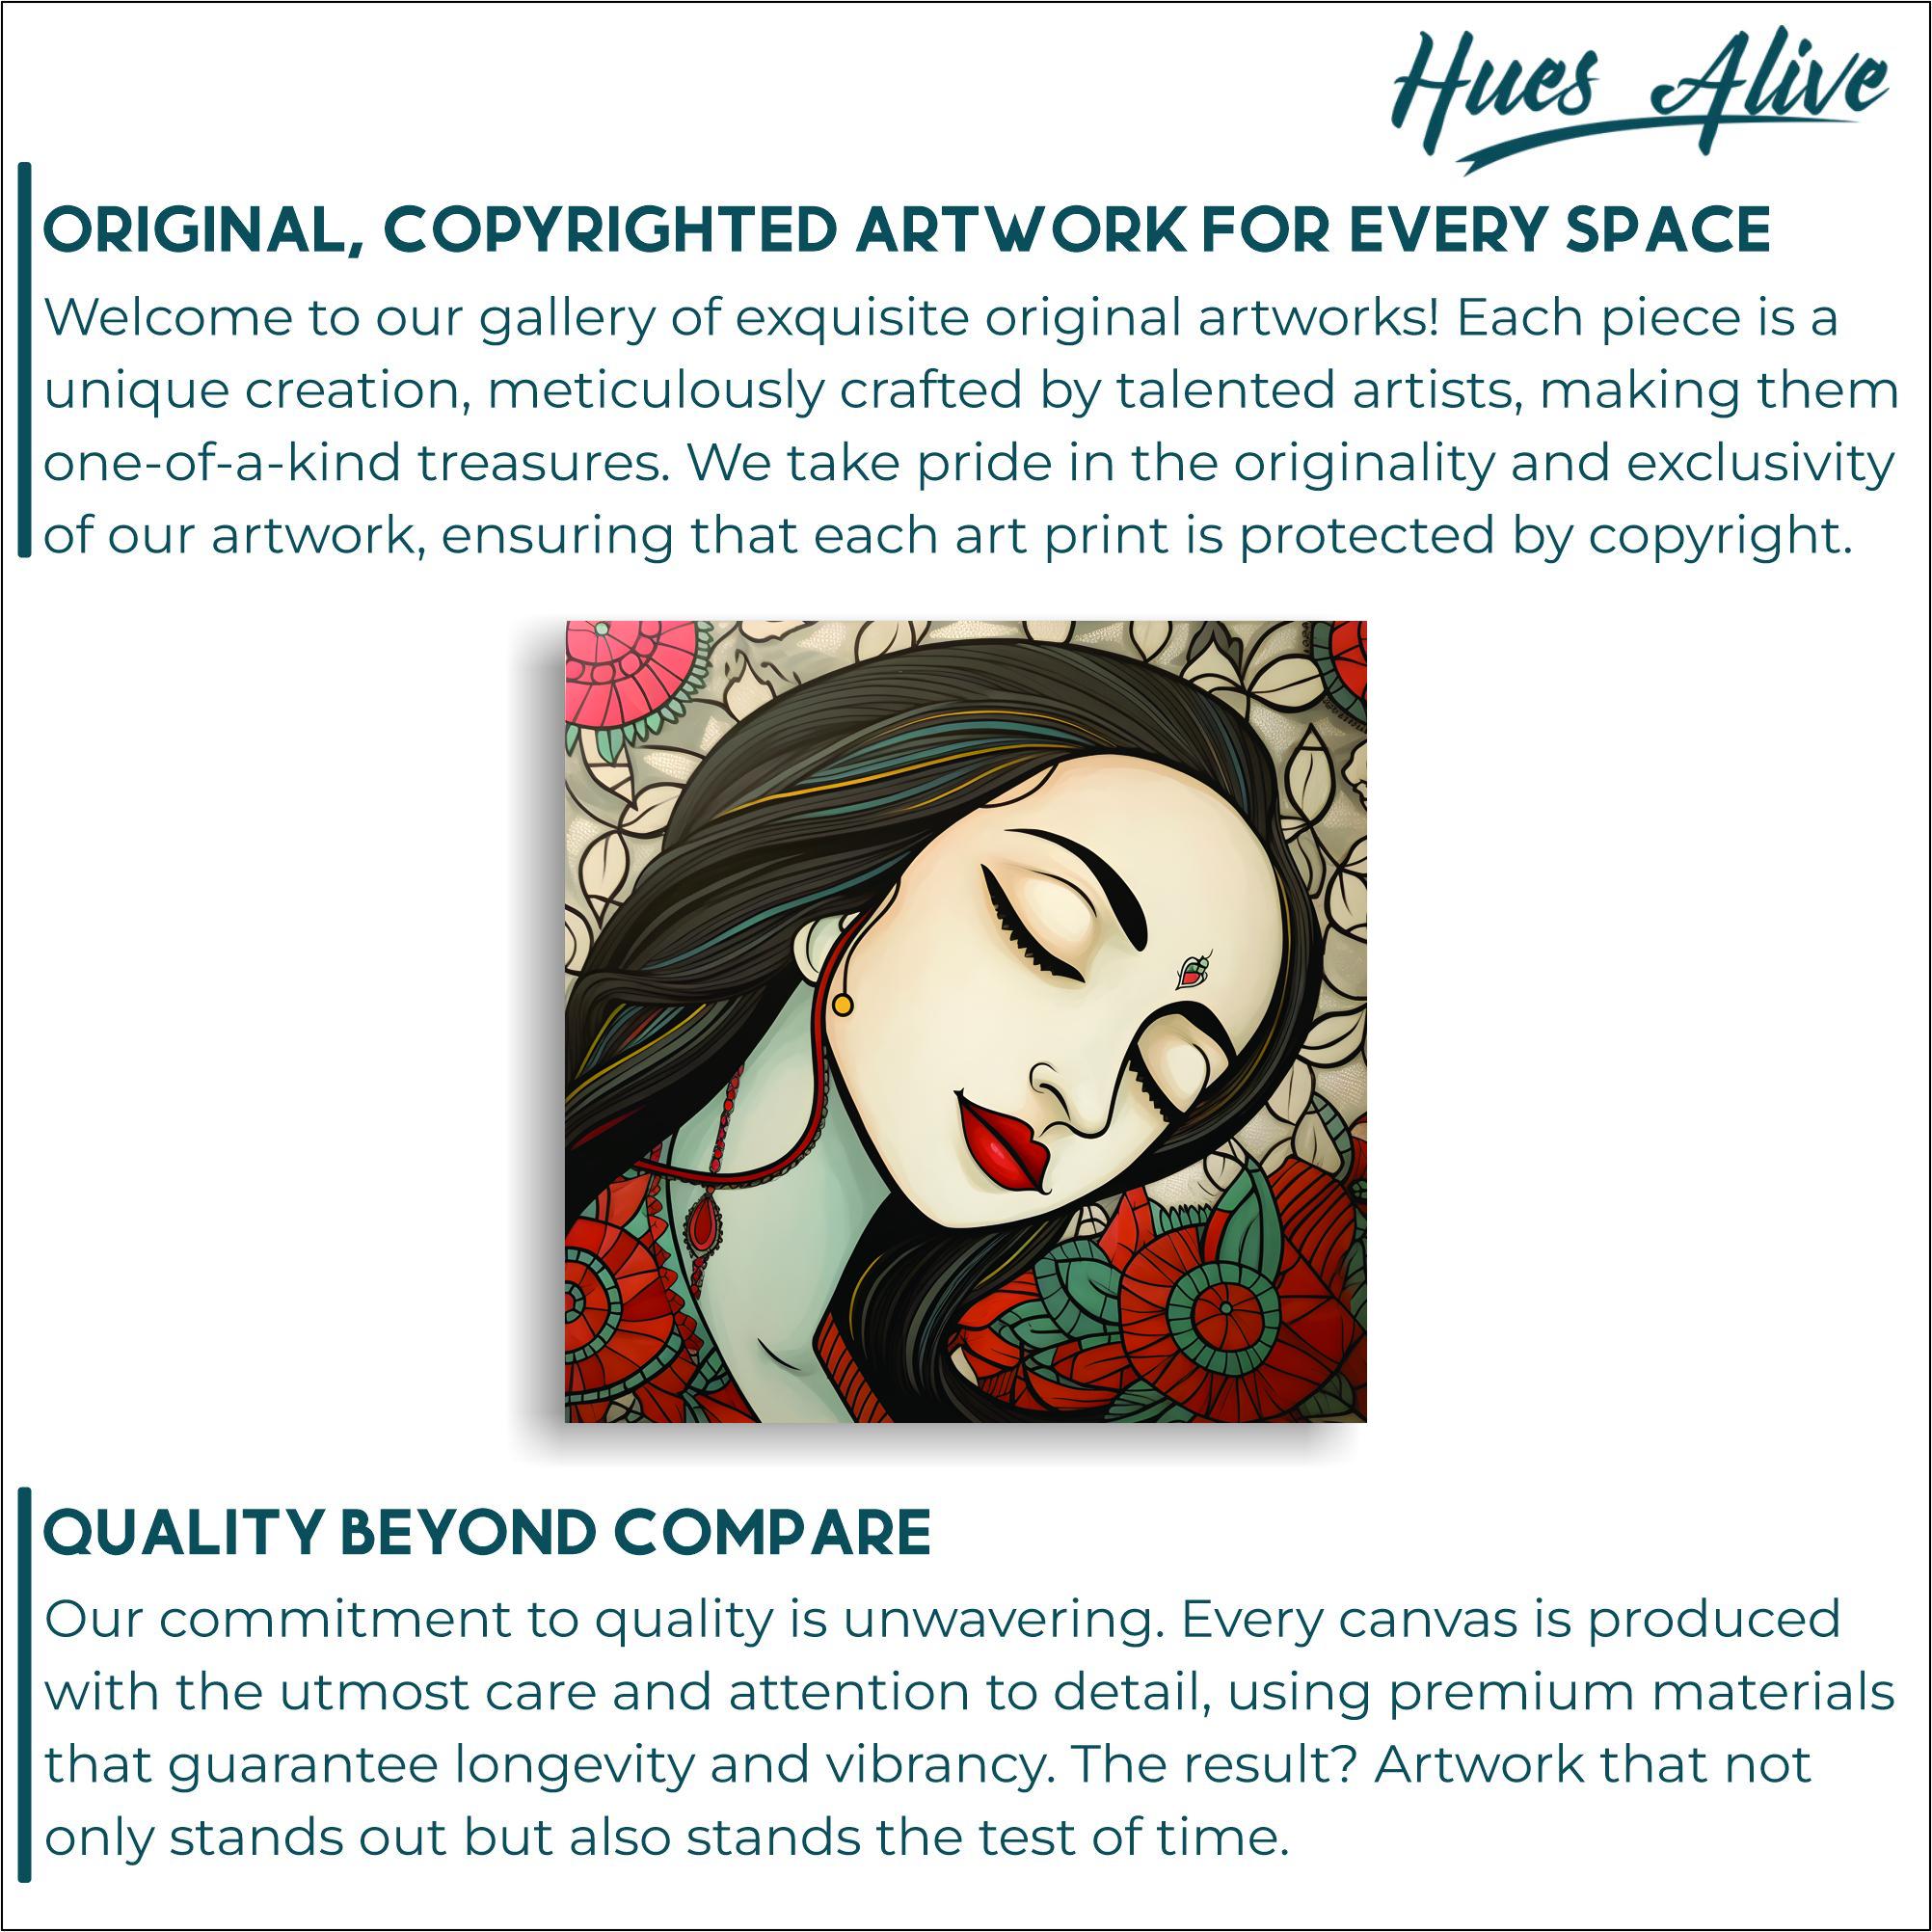 Hues Alive
ORIGINAL, COPYRIGHTED ARTWORK FOR EVERY SPACE
Welcome to our gallery of exquisite original artworks! Each piece is a
unique creation, meticulously crafted by talented artists, making them
one-of-a-kind treasures. We take pride in the originality and exclusivity
of our artwork, ensuring that each art print is protected by copyright.
QUALITY BEYOND COMPARE
Our commitment to quality is unwavering. Every canvas is produced
with the utmost care and attention to detail, using premium materials
that guarantee longevity and vibrancy. The result? Artwork that not
only stands out but also stands the test of time.